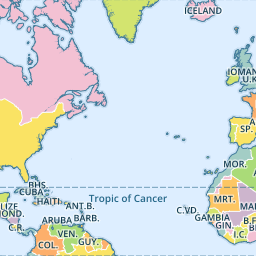 ICELAND
IOMAN
U.K.
A
SP.
MOR.
A
BHS
CUBA
HAITI
Tropic of Cancer
MRT.
M
LIZE
ANT.B.
C.VD.
HOND.
ARUBA
BARB.
GAMBIA
B.F.
C.R.
VEN.
GIN.
I.C.
B
COL.
GUY.